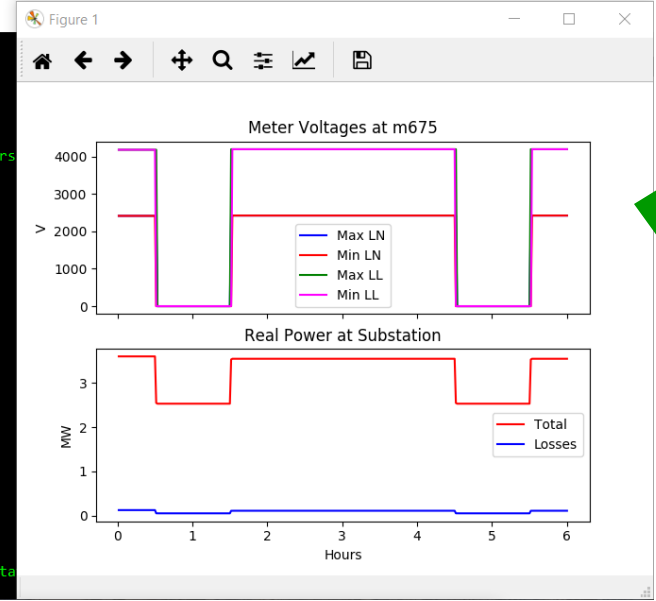 Figure 1
Meter Voltages at m675
rs
4000
3000
2000
1000
0
V
Max LN
Min LN
Max LL
Min LL
Real Power at Substation
3
2
1
0
MW
Total
Losses
0 1 2 3 4 5 6
Hours
ta